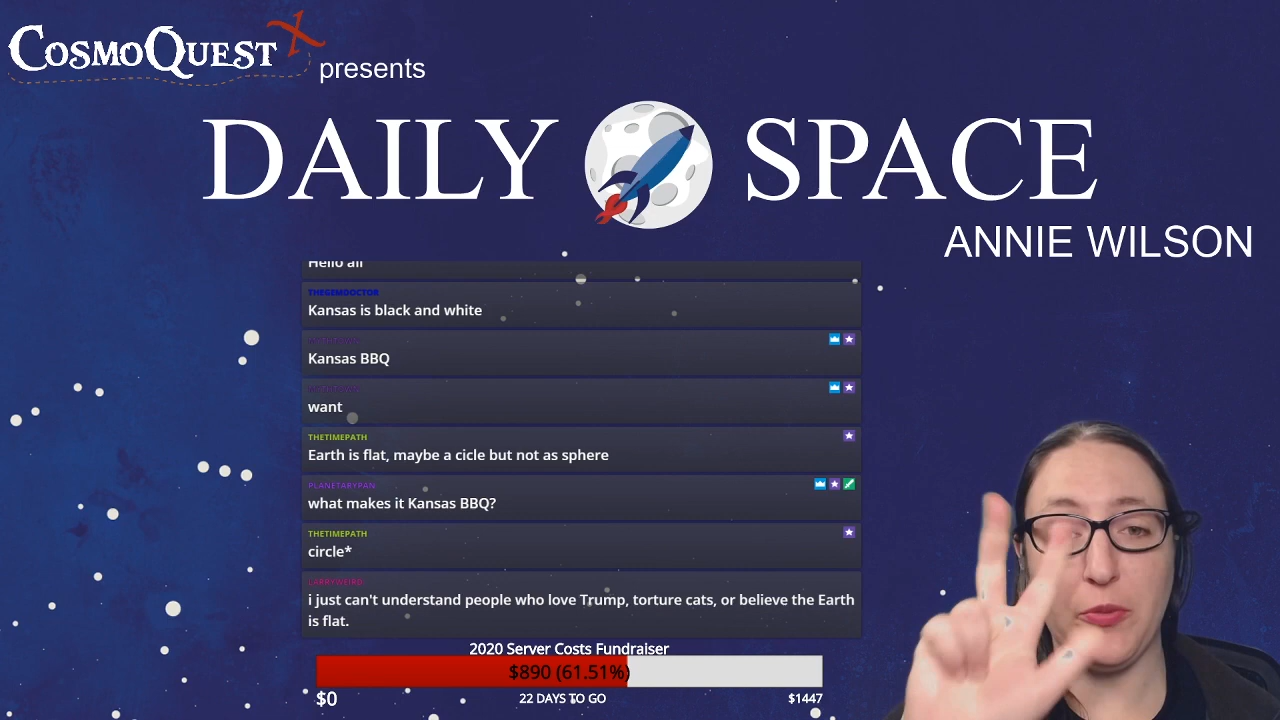 COSMOQUEST X
presents
DAILY SPACE
ANNIE WILSON
Hello all
THEGEMDOCTOR
Kansas is black and white
Kansas BBQ
want
THETIMEPATH
Earth is flat, maybe a cicle but not as sphere
PLANETARYPAN
what makes it Kansas BBQ?
THETIMEPATH
circle*
LARRYWEIRD
i just can't understand people who love Trump, torture cats, or believe the Earth
is flat.
2020 Server Costs Fundraiser
$890 (61.51%)
$0 22 DAYS TO GO $1447